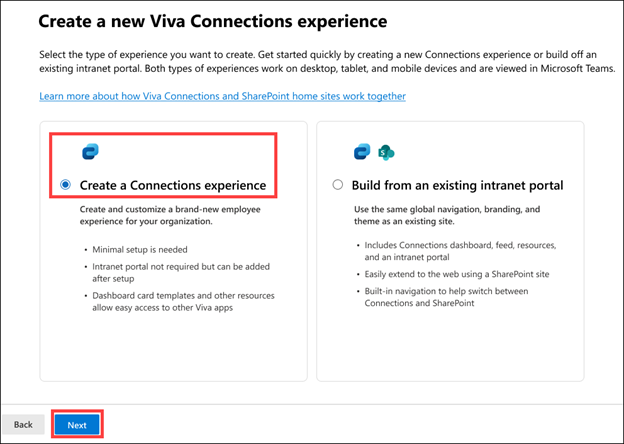 Create a new Viva Connections experience
Select the type of experience you want to create. Get started quickly by creating a new Connections experience or build off an
existing intranet portal. Both types of experiences work on desktop, tablet, and mobile devices and are viewed in Microsoft Teams.
Learn more about how Viva Connections and SharePoint home sites work together
Create a Connections experience
Create and customize a brand-new employee
experience for your organization.
• Minimal setup is needed
• Intranet portal not required but can be added
after setup
• Dashboard card templates and other resources
allow easy access to other Viva apps
S
Build from an existing intranet portal
Use the same global navigation, branding, and
theme as an existing site.
• Includes Connections dashboard, feed, resources,
and an intranet portal
• Easily extend to the web using a SharePoint site
• Built-in navigation to help switch between
Connections and SharePoint
Back
Next